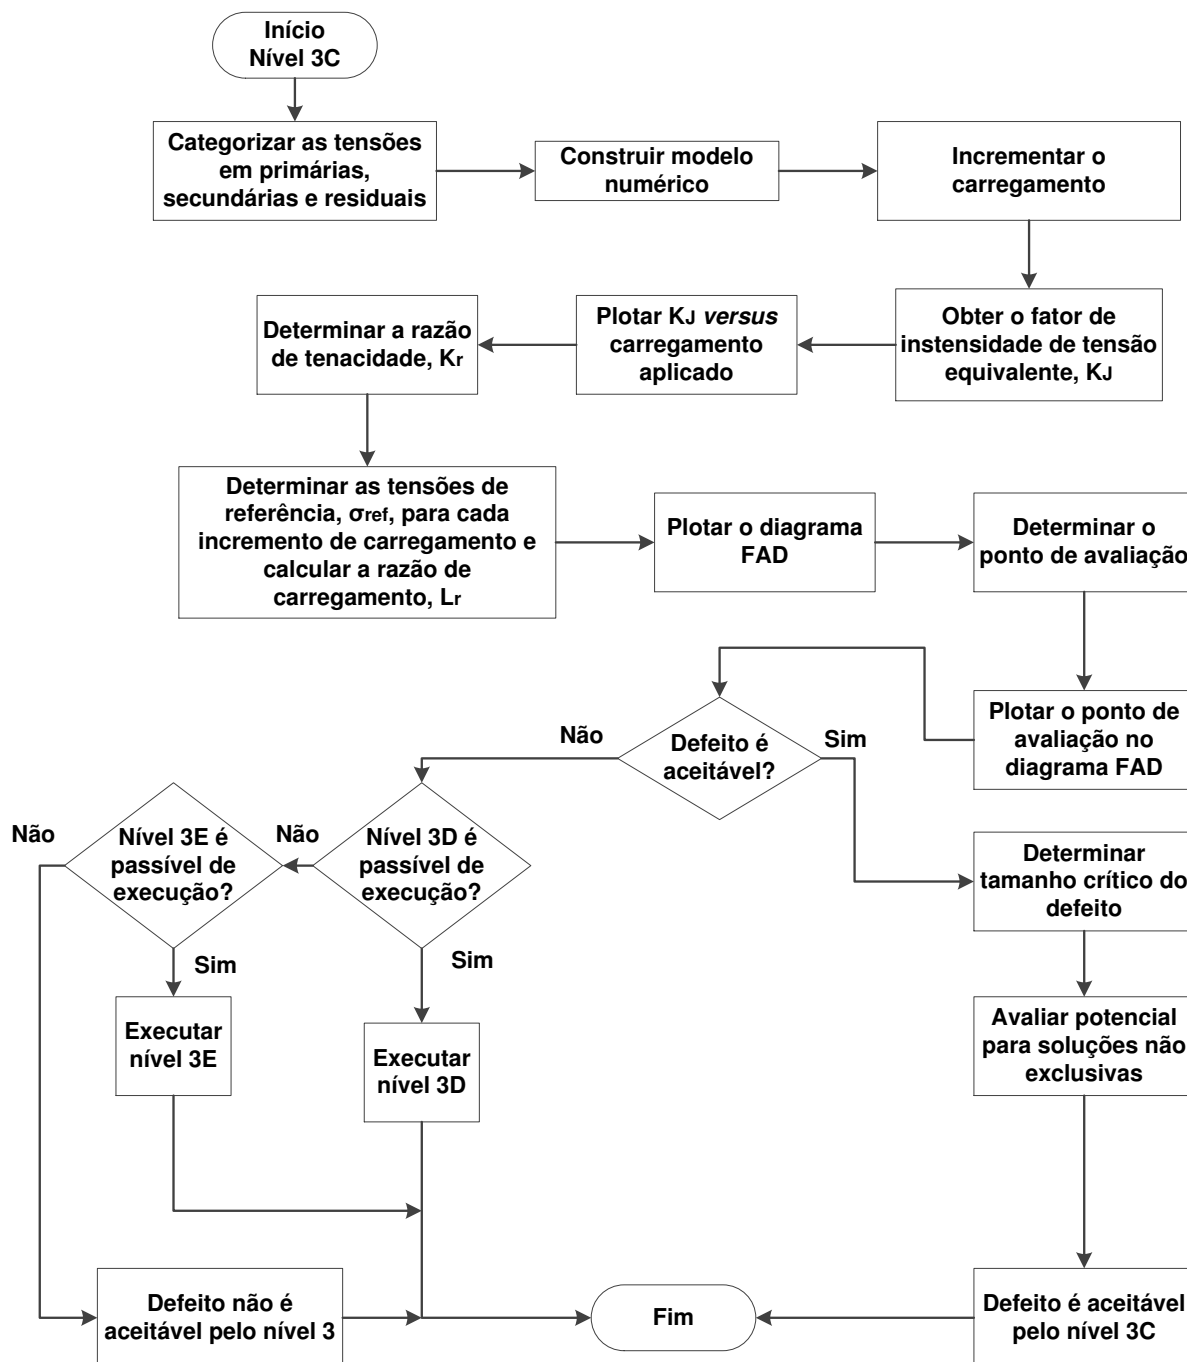 Início
Nível 3C
Categorizar as tensões
em primárias,
secundárias e residuais
Construir modelo
numérico
Incrementar o
carregamento
Determinar a razão
de tenacidade, Kr
Plotar KJ versus
carregamento
aplicado
Obter o fator de
instensidade de tensão
equivalente, KJ
Determinar as tensões de
referência, σref, para cada
incremento de carregamento e
calcular a razão de
carregamento, Lr
Plotar o diagrama
FAD
Determinar o
ponto de avaliação
Plotar o ponto de
avaliação no
diagrama FAD
Não
Defeito é
aceitável?
Sim
Não
Nível 3E é
passível de
execução?
Não
Nível 3D é
passível de
execução?
Determinar
tamanho crítico do
defeito
Sim
Sim
Executar
nível 3E
Executar
nível 3D
Avaliar potencial
para soluções não
exclusivas
Defeito não é
aceitável pelo nível 3
Fim
Defeito é aceitável
pelo nível 3C